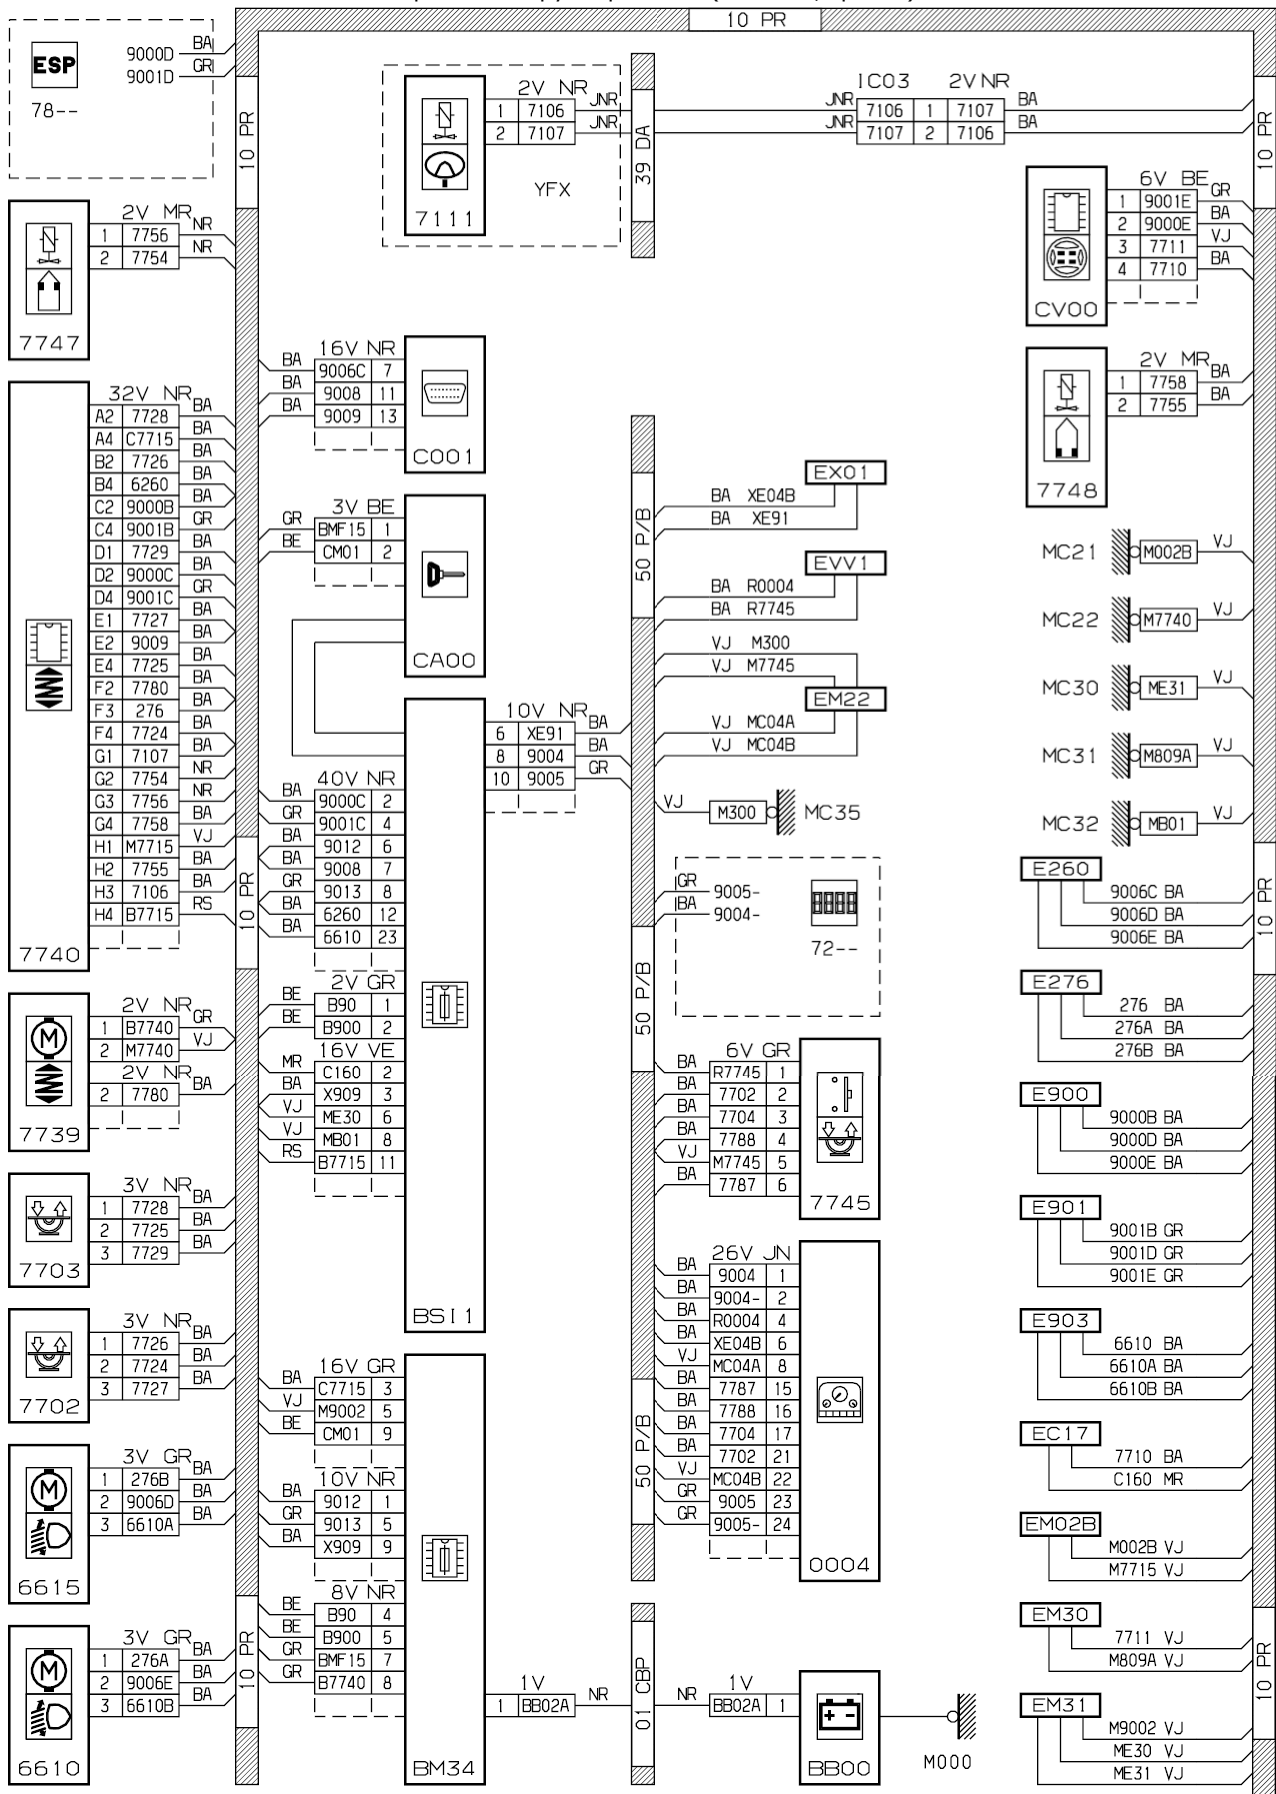 10 PR
ESP
78--
9000D BA
9001D GR
10 PR
7111
2V NR
1 7106 JNR
2 7107 JNR
YFX
39 DA
1C03 2V NR
JNR 7106 1 7107 BA
JNR 7107 2 7106 BA
10 PR
CV00
6V BE
1 9001E GR
2 9000E BA
3 7711 VJ
4 7710 BA
7747
2V MR
1 7756 NR
2 7754 NR
7748
2V MR
1 7758 BA
2 7755 BA
7740
32V NR
A2 7728 BA
A4 C7715 BA
B2 7726 BA
B4 6260 BA
C2 9000B BA
C4 9001B GR
D1 7729 BA
D2 9000C BA
D4 9001C GR
E1 7727 BA
E2 9009 BA
E4 7725 BA
F2 7780 BA
F3 276 BA
F4 7724 BA
G1 7107 BA
G2 7754 NR
G3 7756 NR
G4 7758 BA
H1 M7715 VJ
H2 7755 BA
H3 7106 BA
H4 B7715 RS
10 PR
7739
2V NR
1 B7740 GR
2 M7740 VJ
2V NR
2 7780 BA
7703
3V NR
1 7728 BA
2 7725 BA
3 7729 BA
7702
3V NR
1 7726 BA
2 7724 BA
3 7727 BA
6615
3V GR
1 276B BA
2 9006D BA
3 6610A BA
6610
3V GR
1 276A BA
2 9006E BA
3 6610B BA
10 PR
C001
16V NR
BA 9006C 7
BA 9008 11
BA 9009 13
CA00
3V BE
GR BMF15 1
BE CM01 2
BSI1
10V NR
6 XE91 BA
8 9004 BA
10 9005 GR
40V NR
BA 9000C 2
GR 9001C 4
BA 9012 6
BA 9008 7
GR 9013 8
BA 6260 12
BA 6610 23
2V GR
BE B90 1
BE B900 2
16V VE
MR C160 2
BA X909 3
VJ ME30 6
VJ MB01 8
RS B7715 11
BM34
16V GR
BA C7715 3
VJ M9002 5
BE CM01 9
10V NR
BA 9012 1
GR 9013 5
BA X909 9
8V NR
BE B90 4
BE B900 5
GR BMF15 7
GR B7740 8
1V
1 BB02A NR
01 CBP
1V
NR BB02A 1
BB00
M000
50 P/B
EX01
BA XE04B
BA XE91
EVV1
BA R0004
BA R7745
VJ M300
VJ M7745
EM22
VJ MC04A
VJ MC04B
VJ M300 MC35
50 P/B
GR 9005-
BA 9004-
72--
7745
6V GR
BA R7745 1
BA 7702 2
BA 7704 3
BA 7788 4
VJ M7745 5
BA 7787 6
50 P/B
0004
26V JN
BA 9004 1
BA 9004- 2
BA R0004 4
BA XE04B 6
VJ MC04A 8
BA 7787 15
BA 7788 16
BA 7704 17
BA 7702 21
VJ MC04B 22
GR 9005 23
GR 9005- 24
MC21 M002B VJ
MC22 M7740 VJ
MC30 ME31 VJ
MC31 M809A VJ
MC32 MB01 VJ
10 PR
E260
9006C BA
9006D BA
9006E BA
E276
276 BA
276A BA
276B BA
E900
9000B BA
9000D BA
9000E BA
E901
9001B GR
9001D GR
9001E GR
E903
6610 BA
6610A BA
6610B BA
EC17
7710 BA
C160 MR
EM02B
M002B VJ
M7715 VJ
EM30
7711 VJ
M809A VJ
10 PR
EM31
M9002 VJ
ME30 VJ
ME31 VJ